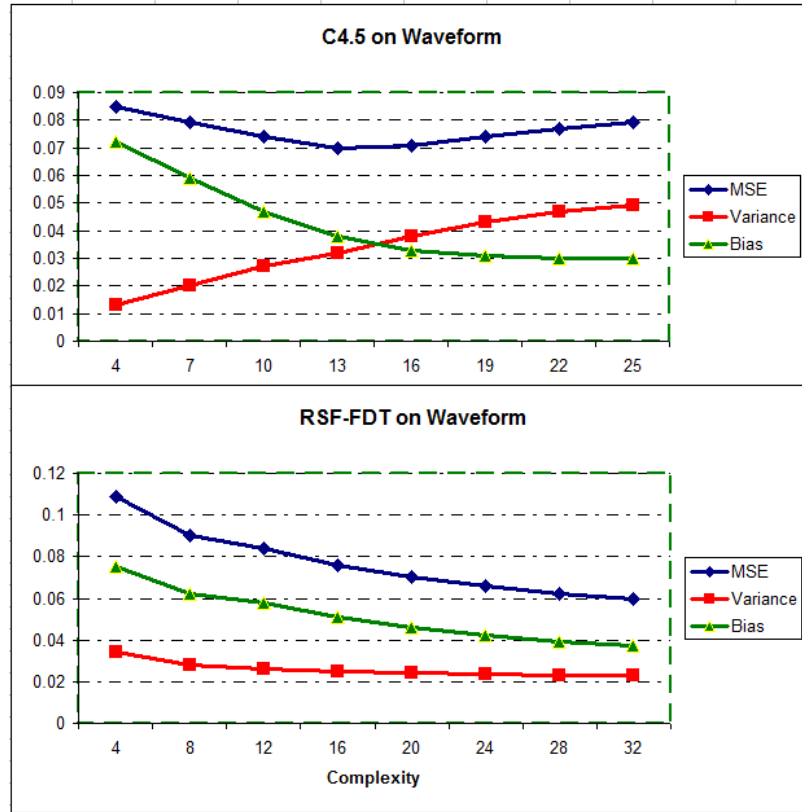 C4.5 on Waveform
0.09
0.08
0.07
0.06
0.05
0.04
0.03
0.02
0.01
0
4 7 10 13 16 19 22 25
MSE
Variance
Bias
RSF-FDT on Waveform
0.12
0.1
0.08
0.06
0.04
0.02
0
4 8 12 16 20 24 28 32
Complexity
MSE
Variance
Bias